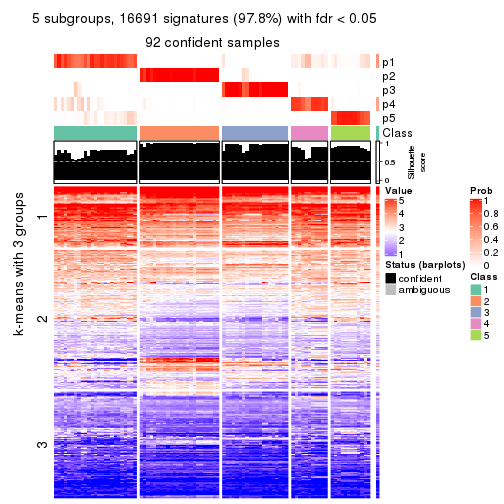 5 subgroups, 16691 signatures (97.8%) with fdr < 0.05
92 confident samples
p1
p2
p3
p4
p5
Class
1
0.5
0
Silhouette
score
k-means with 3 groups
1
2
3
Value
5
4
3
2
1
Status (barplots)
confident
ambiguous
Prob
1
0.8
0.6
0.4
0.2
0
Class
1
2
3
4
5